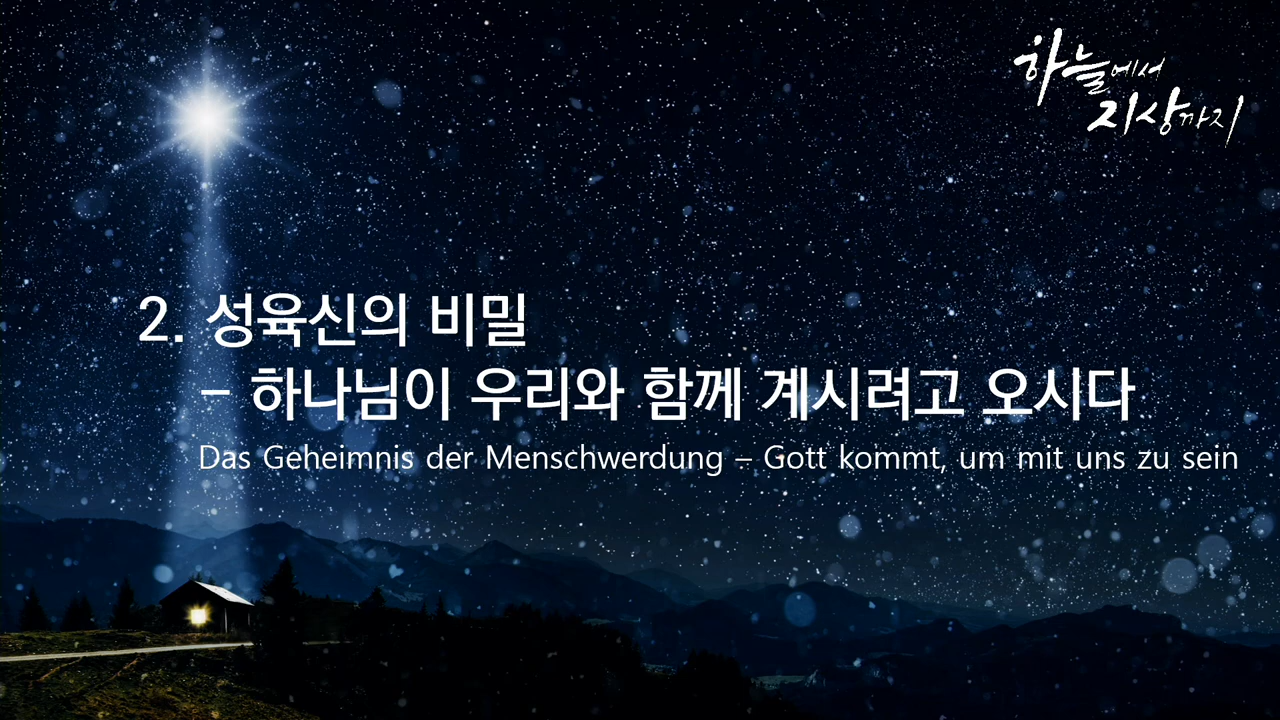 하늘에서
지상까지
2. 성육신의 비밀
- 하나님이 우리와 함께 계시려고 오시다
Das Geheimnis der Menschwerdung – Gott kommt, um mit uns zu sein